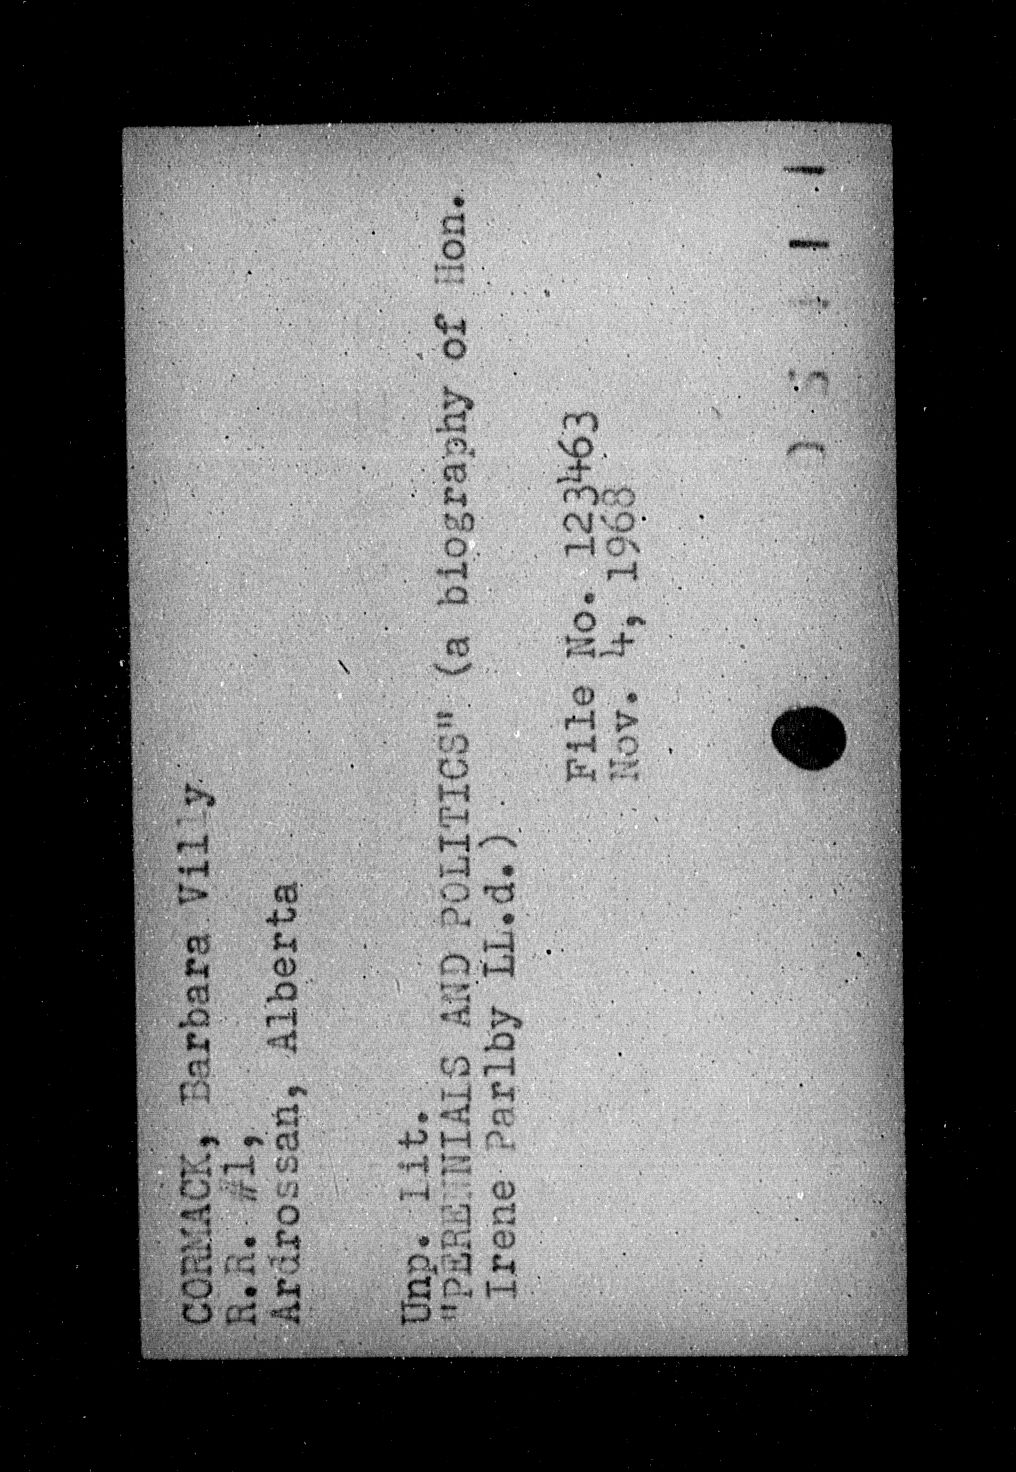 CORMACK, Barbara Villy
R.R. #1,
Ardrossan, Alberta
Unp. lit.
"PERENNIALS AND POLITICS" (a biography of Hon.
Irene Parlby LL.d.)
File No. 123463
Nov. 4, 1968